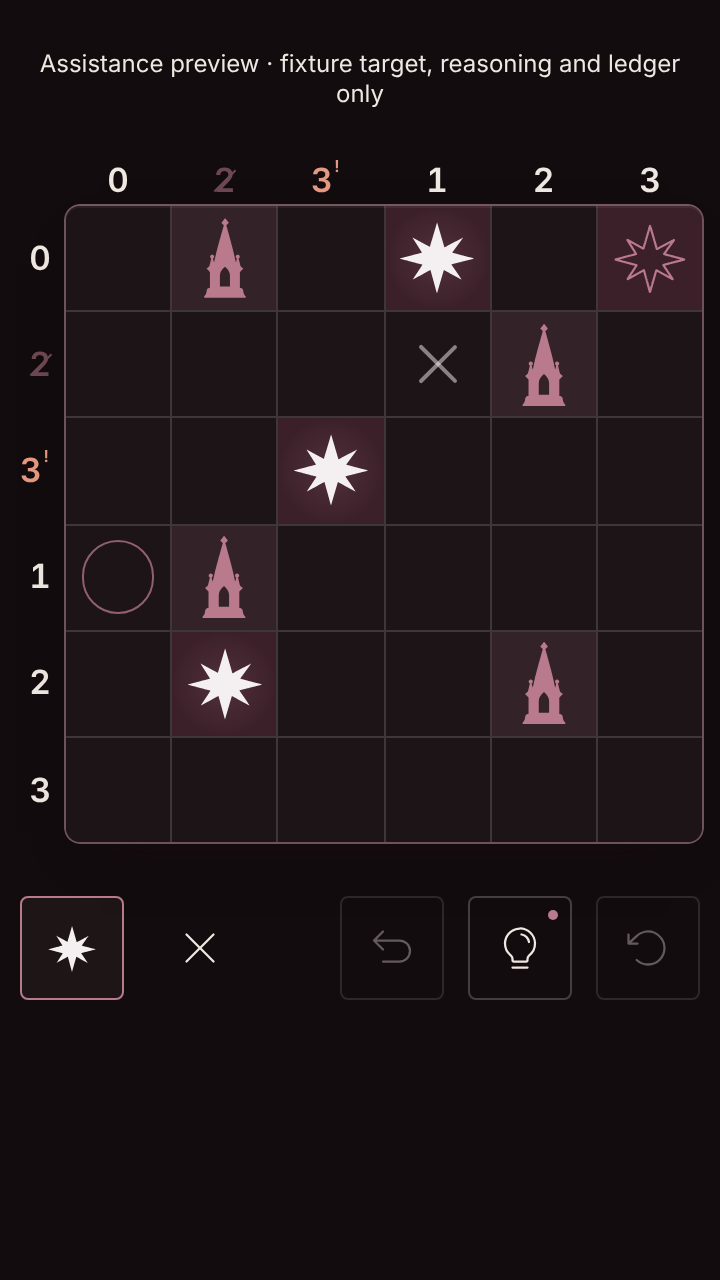 Assistance preview · fixture target, reasoning and ledger
only
0 2 3! 1 2 3
0
2
3!
1
2
3